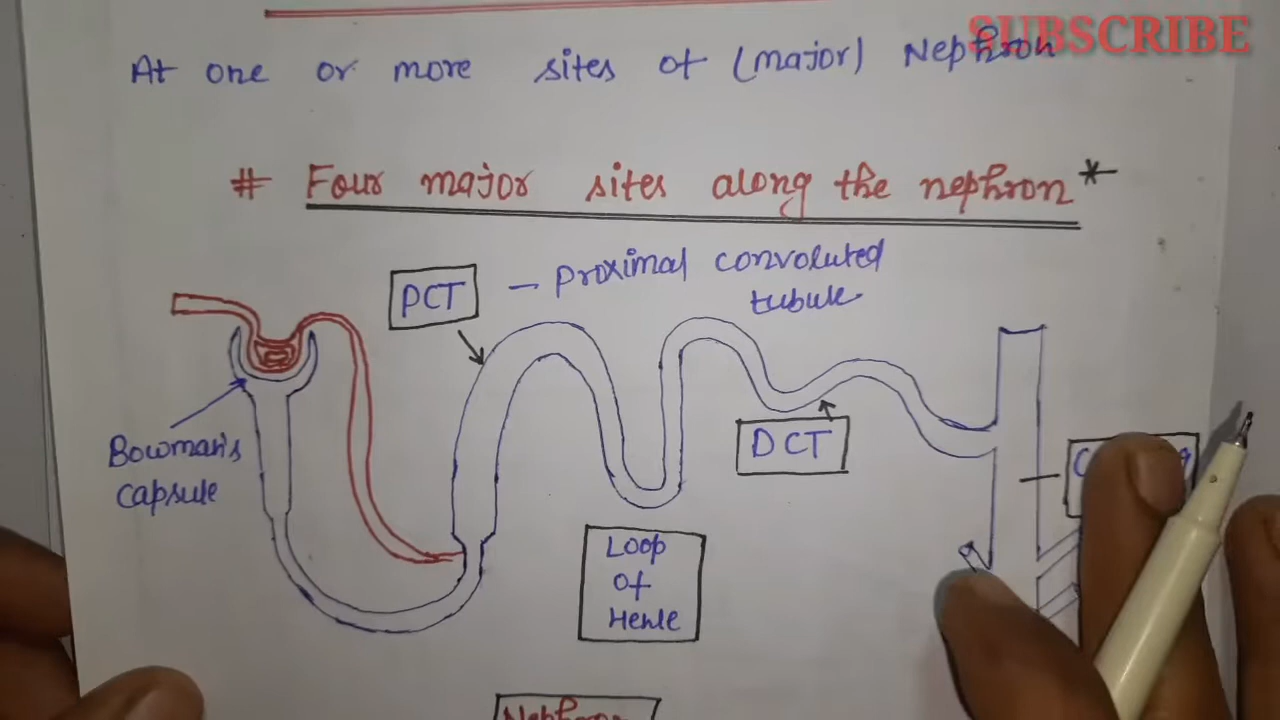 SUBSCRIBE
At one or more sites of (major) Nephron
# Four major sites along the nephron*
PCT - Proximal convoluted
tubule
DCT
Bowman's
capsule
Loop
of
Henle
Nephron